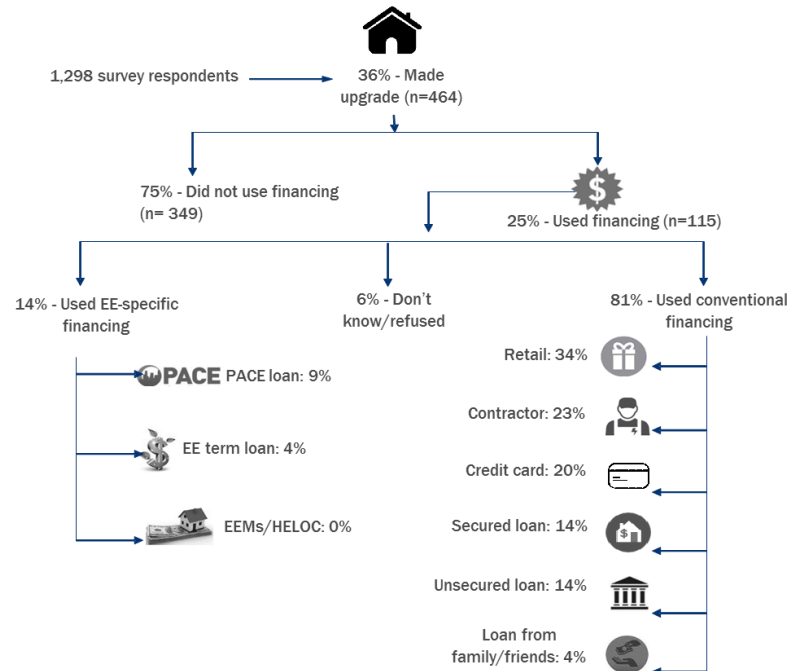 1,298 survey respondents
36% - Made
upgrade (n=464)
75% - Did not use financing
(n= 349)
$
25% - Used financing (n=115)
14% - Used EE-specific
financing
6% - Don't
know/refused
81% - Used conventional
financing
PACE PACE loan: 9%
$
EE term loan: 4%
EEMs/HELOC: 0%
Retail: 34%
Contractor: 23%
Credit card: 20%
Secured loan: 14%
$
Unsecured loan: 14%
Loan from
family/friends: 4%